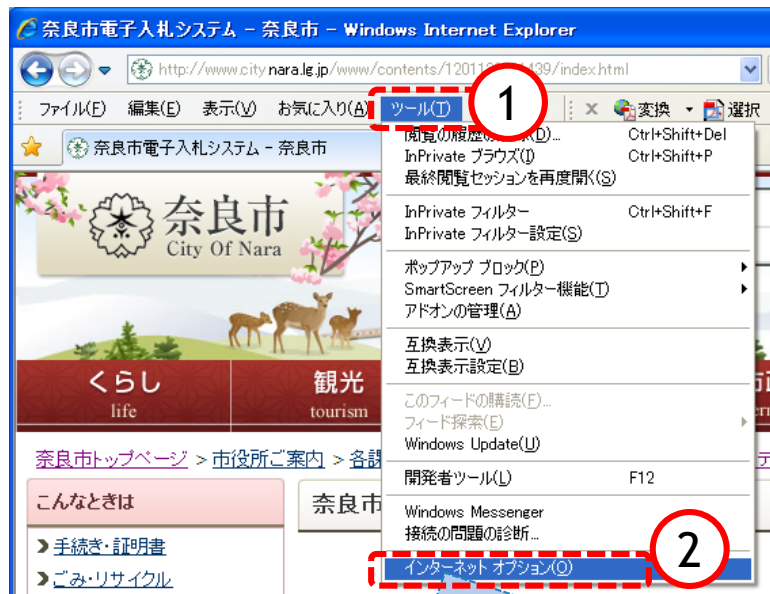 奈良市電子入札システム - 奈良市 - Windows Internet Explorer
http://www.city.nara.lg.jp/www/contents/1201 439/index.html
ファイル(F) 編集(E) 表示(V) お気に入り(A) ツール(T) 1 変換 選択
奈良市電子入札システム - 奈良市
閲覧の履歴の (D)... Ctrl+Shift+Del
InPrivate ブラウズ(I) Ctrl+Shift+P
最終閲覧セッションを再度開く(S)
奈良市
City Of Nara
InPrivate フィルター Ctrl+Shift+F
InPrivate フィルター設定(S)
ポップアップ ブロック(P)
SmartScreen フィルター機能(T)
アドオンの管理(A)
互換表示(V)
互換表示設定(B)
くらし
life
観光
tourism
このフィードの購読(F)...
フィード探索(E)
Windows Update(U)
奈良市トップページ > 市役所ご案内 > 各課
開発者ツール(L) F12
こんなときは
奈良市
Windows Messenger
接続の問題の診断...
手続き・証明書
インターネット オプション(O) 2
ごみ・リサイクル